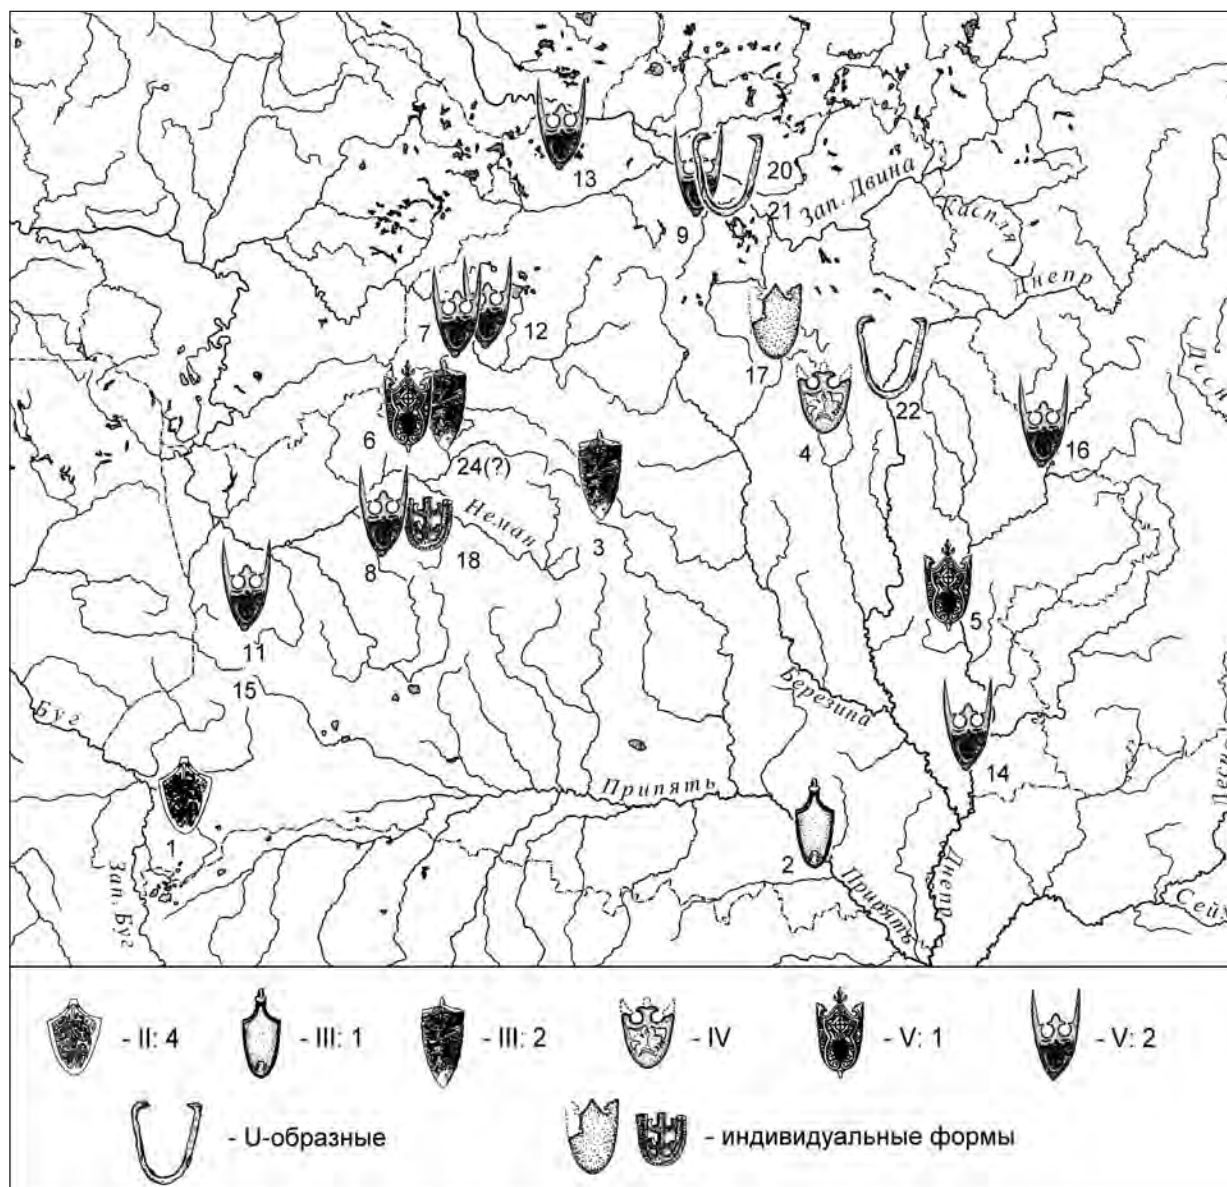 13
20
Зап. Двина
21
Каспля
9
Днепр
7
12
17
6
4
22
16
24(?)
Неман
8
18
3
5
11
15
Березина
Буг
14
Припять
1
2
Зап. Буг
Припять
Днепр
- II: 4
- III: 1
- III: 2
- IV
- V: 1
- V: 2
- U-образные
- индивидуальные формы